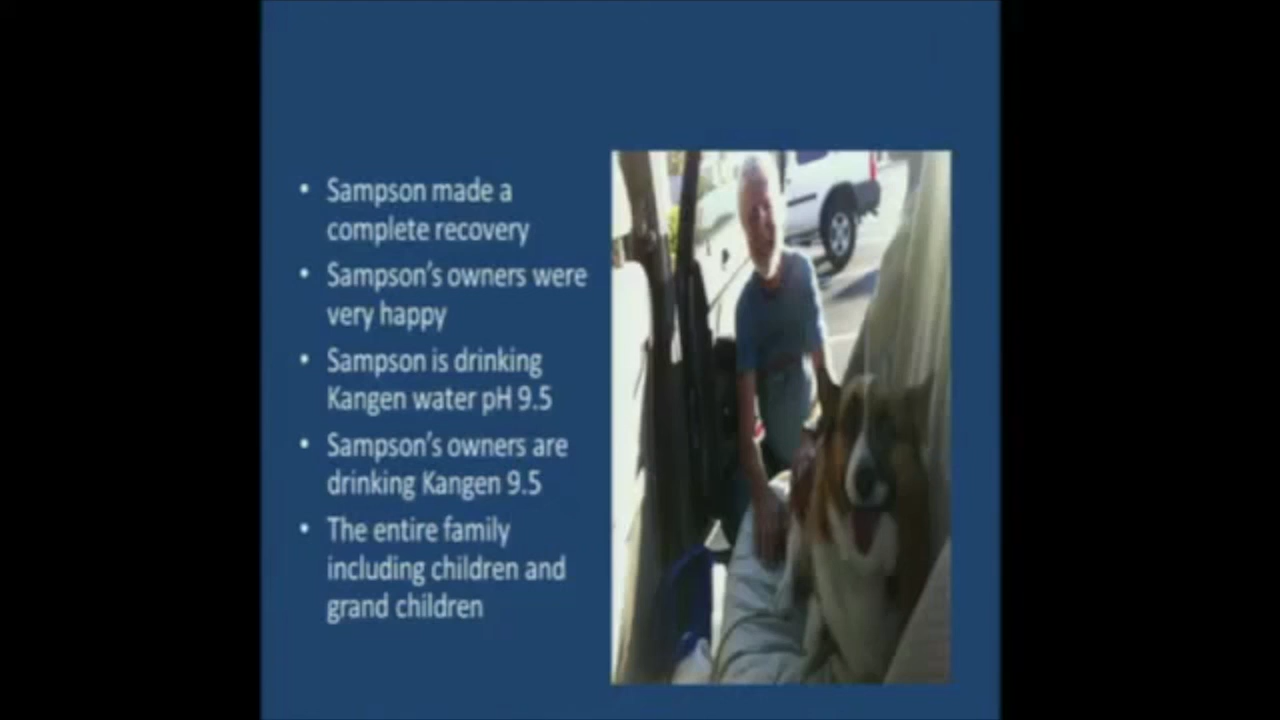 • Sampson made a
complete recovery
• Sampson's owners were
very happy
• Sampson is drinking
Kangen water pH 9.5
• Sampson's owners are
drinking Kangen 9.5
• The entire family
including children and
grand children